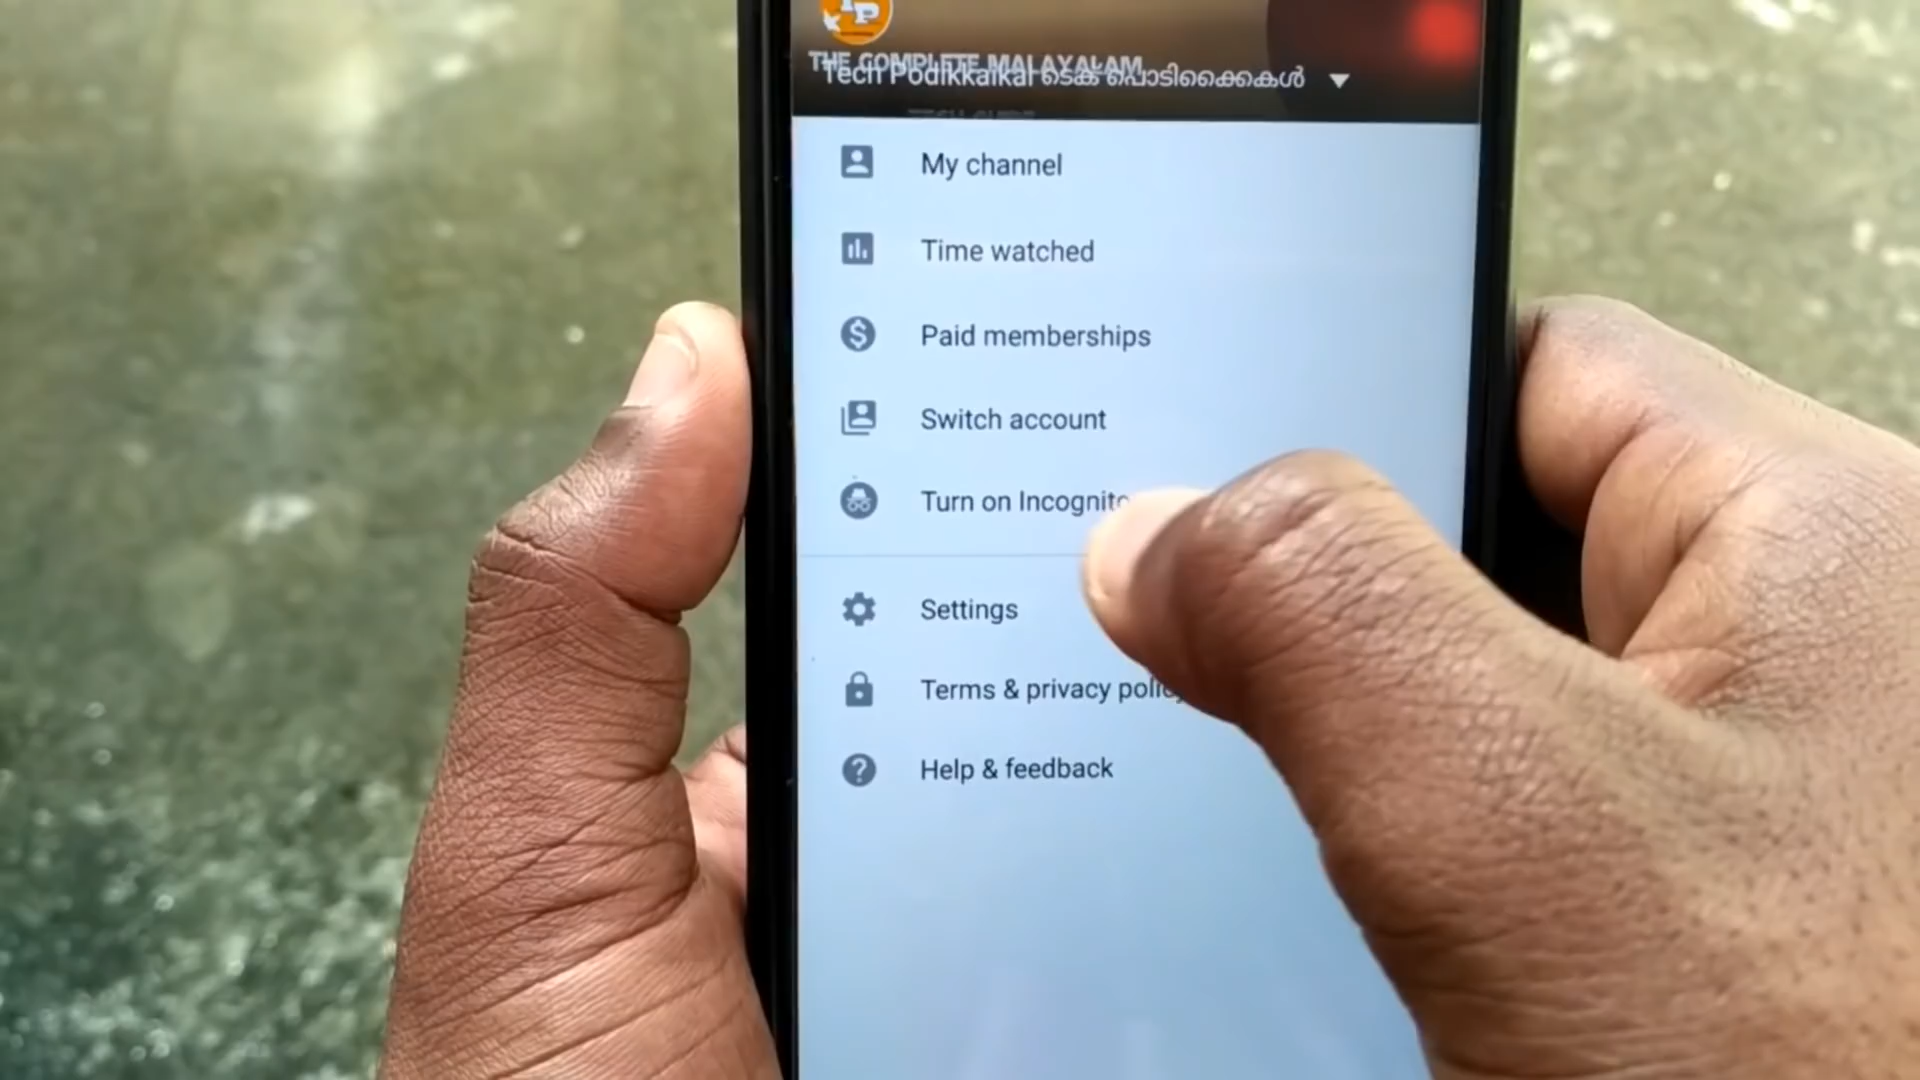 TP
THE COMPLETE MALAYALAM
Tech Podikkaikal ടെക് പൊടിക്കൈകൾ
My channel
Time watched
Paid memberships
Switch account
Turn on Incognito
Settings
Terms & privacy policy
Help & feedback